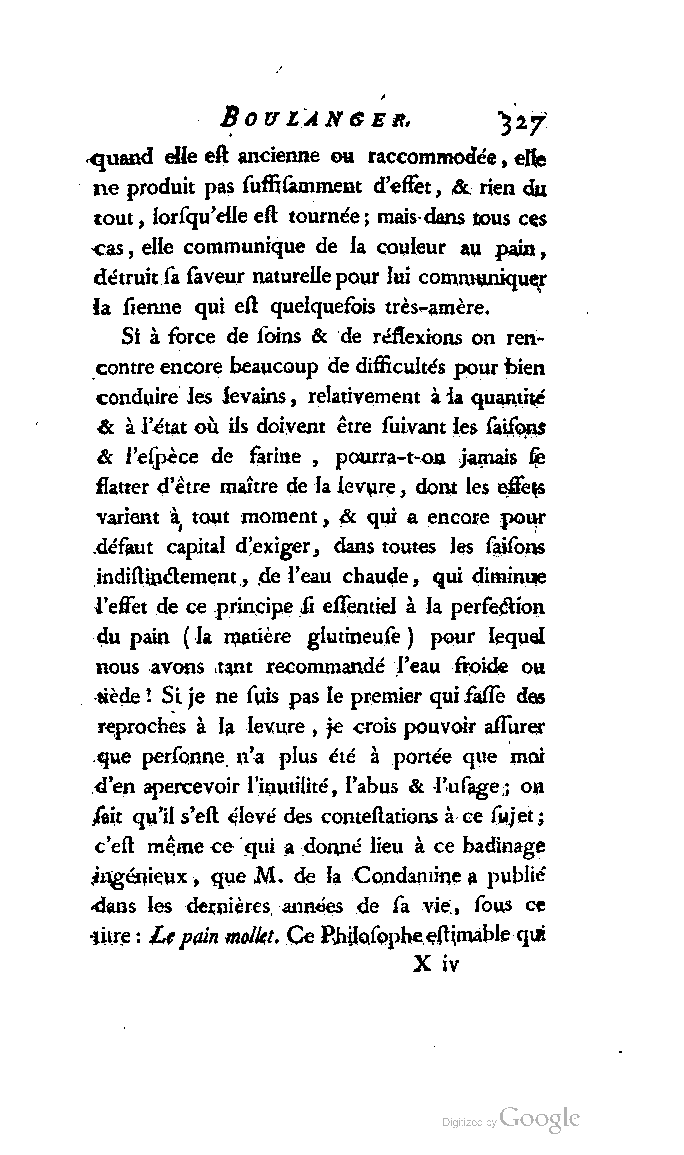 BOULANGER. 327
quand elle eſt ancienne ou raccommodée, elle
ne produit pas ſuffiſamment d'effet, & rien du
tout, lorſqu'elle eſt tournée; mais dans tous ces
cas, elle communique de la couleur au pain,
détruit ſa ſaveur naturelle pour lui communiquer
la ſienne qui eſt quelquefois très-amère.
Si à force de ſoins & de réflexions on ren-
contre encore beaucoup de difficultés pour bien
conduire les levains, relativement à la quantité
& à l'état où ils doivent être ſuivant les ſaiſons
& l'eſpèce de farine, pourra-t-on jamais ſe
flatter d'être maître de la levure, dont les effets
varient à tout moment, & qui a encore pour
défaut capital d'exiger, dans toutes les ſaiſons
indiſtinctement, de l'eau chaude, qui diminue
l'effet de ce principe ſi eſſentiel à la perfection
du pain (la matière glutineuſe) pour lequel
nous avons tant recommandé l'eau froide ou
tiède! Si je ne ſuis pas le premier qui faſſe des
reproches à la levure, je crois pouvoir aſſurer
que perſonne n'a plus été à portée que moi
d'en apercevoir l'inutilité, l'abus & l'uſage; on
ſait qu'il s'eſt élevé des conteſtations à ce ſujet;
c'eſt même ce qui a donné lieu à ce badinage
ingénieux, que M. de la Condamine a publié
dans les dernières années de ſa vie, ſous ce
titre: Le pain mollet. Ce Philoſophe eſtimable qui
X iv
Digitized by Google